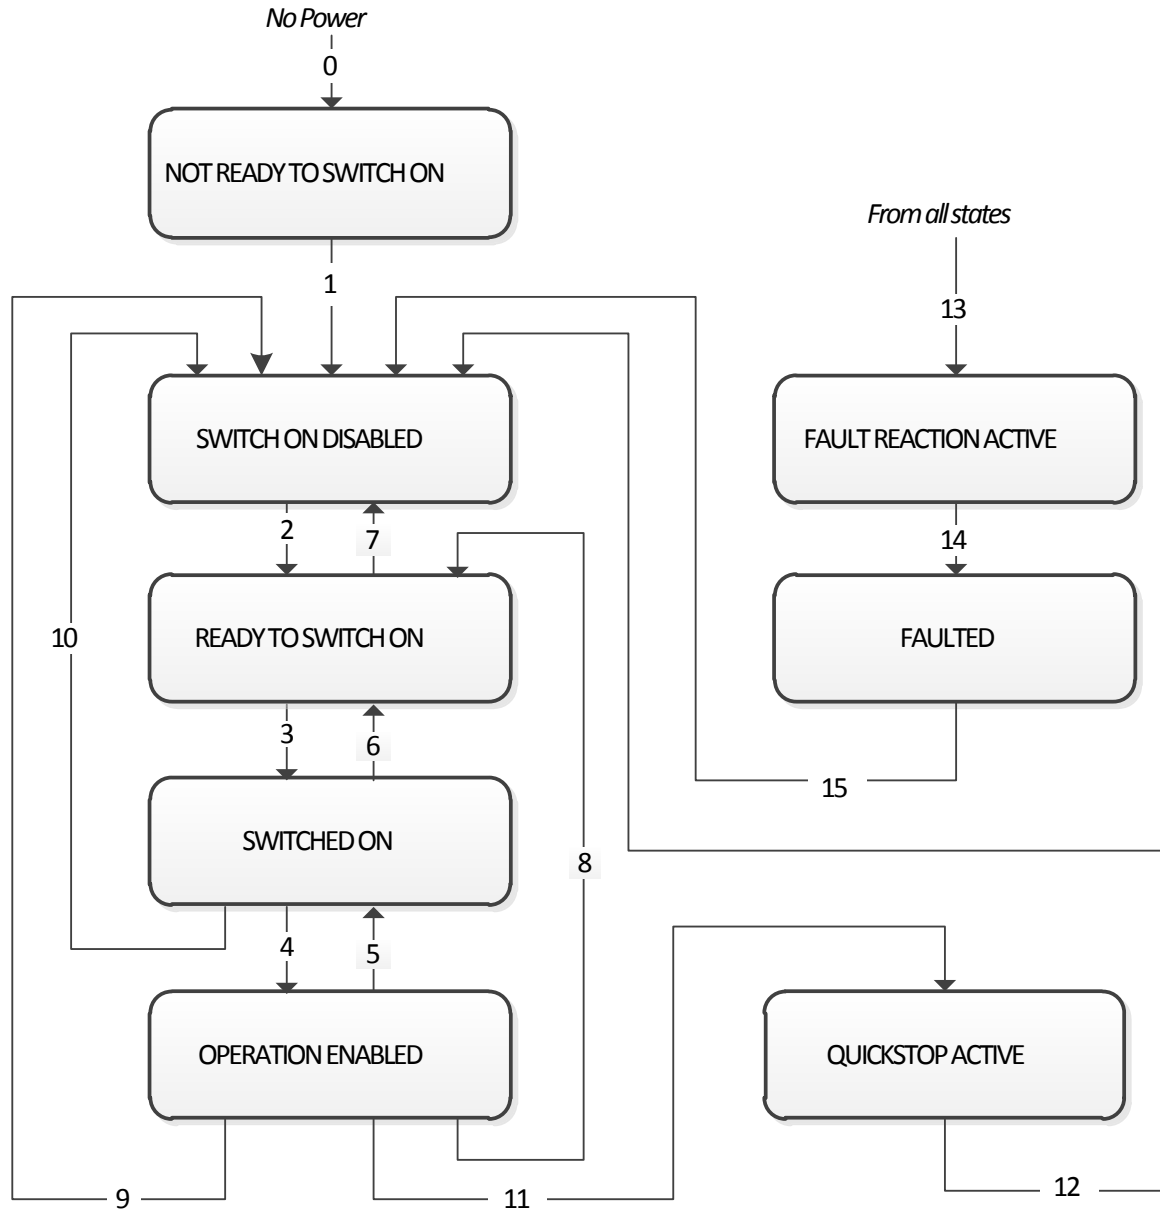 No Power
0
NOT READY TO SWITCH ON
From all states
1
13
SWITCH ON DISABLED
FAULT REACTION ACTIVE
2
7
14
10
READY TO SWITCH ON
FAULTED
3
6
15
SWITCHED ON
8
4
5
OPERATION ENABLED
QUICKSTOP ACTIVE
9
11
12